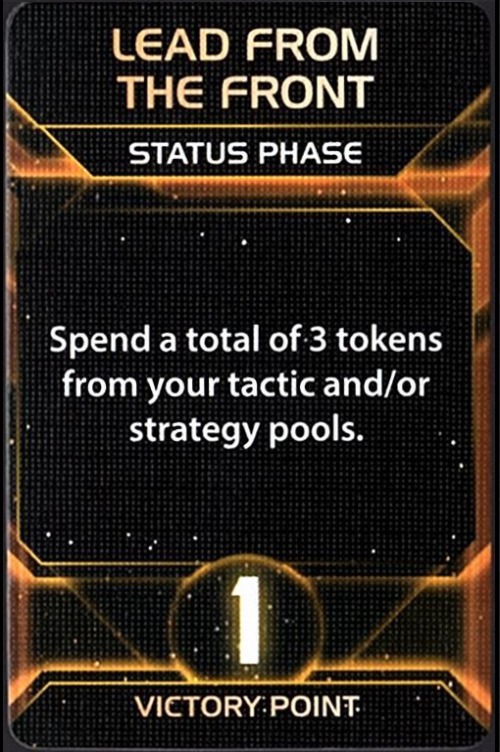 LEAD FROM
THE FRONT
STATUS PHASE
Spend a total of 3 tokens
from your tactic and/or
strategy pools.
1
VICTORY POINT